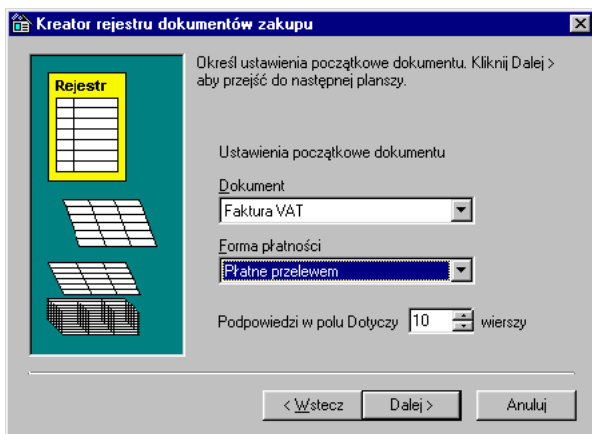 Kreator rejestru dokumentów zakupu
Rejestr
Określ ustawienia początkowe dokumentu. Kliknij Dalej >
aby przejść do następnej planszy.
Ustawienia początkowe dokumentu
Dokument
Faktura VAT
Forma płatności
Płatne przelewem
Podpowiedzi w polu Dotyczy 10 wierszy
< Wstecz Dalej > Anuluj